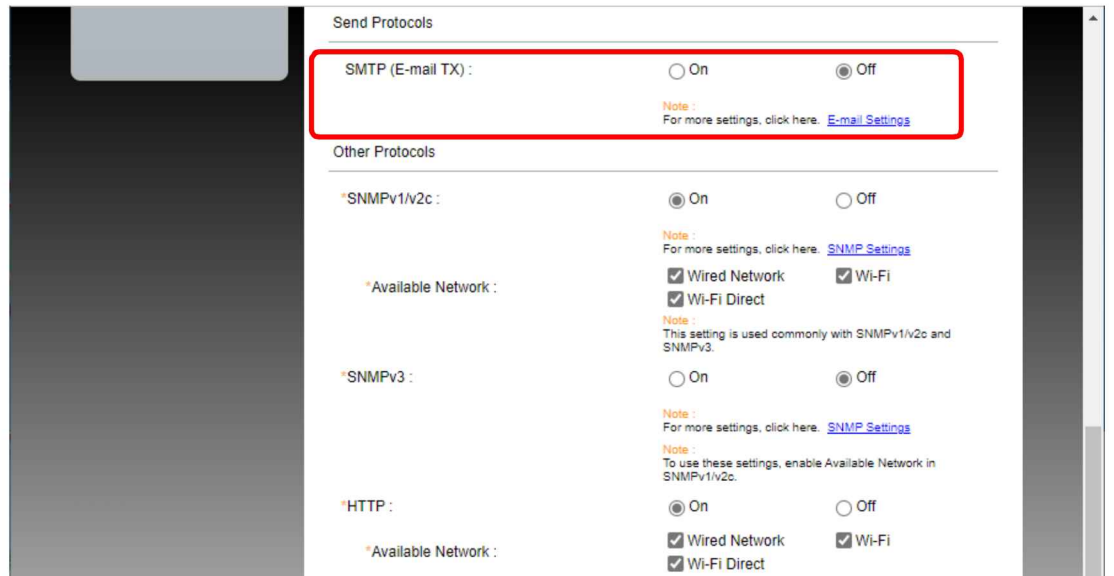 Send Protocols
SMTP (E-mail TX) : On Off
Note :
For more settings, click here. E-mail Settings
Other Protocols
*SNMPv1/v2c : On Off
Note :
For more settings, click here. SNMP Settings
*Available Network : Wired Network Wi-Fi
Wi-Fi Direct
Note :
This setting is used commonly with SNMPv1/v2c and
SNMPv3.
*SNMPv3 : On Off
Note :
For more settings, click here. SNMP Settings
Note :
To use these settings, enable Available Network in
SNMPv1/v2c.
*HTTP : On Off
*Available Network : Wired Network Wi-Fi
Wi-Fi Direct